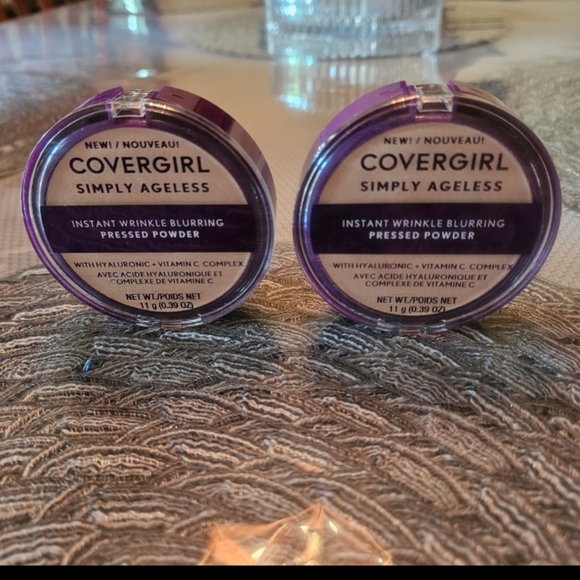 NEW! / NOUVEAU!
COVERGIRL
SIMPLY AGELESS
INSTANT WRINKLE BLURRING
PRESSED POWDER
WITH HYALURONIC + VITAMIN C COMPLEX
AVEC ACIDE HYALURONIQUE ET
COMPLEXE DE VITAMINE C
NET WT./POIDS NET
11 g (0.39 OZ)
NEW! / NOUVEAU!
COVERGIRL
SIMPLY AGELESS
INSTANT WRINKLE BLURRING
PRESSED POWDER
WITH HYALURONIC + VITAMIN C COMPLEX
AVEC ACIDE HYALURONIQUE ET
COMPLEXE DE VITAMINE C
NET WT./POIDS NET
11 g (0.39 OZ)